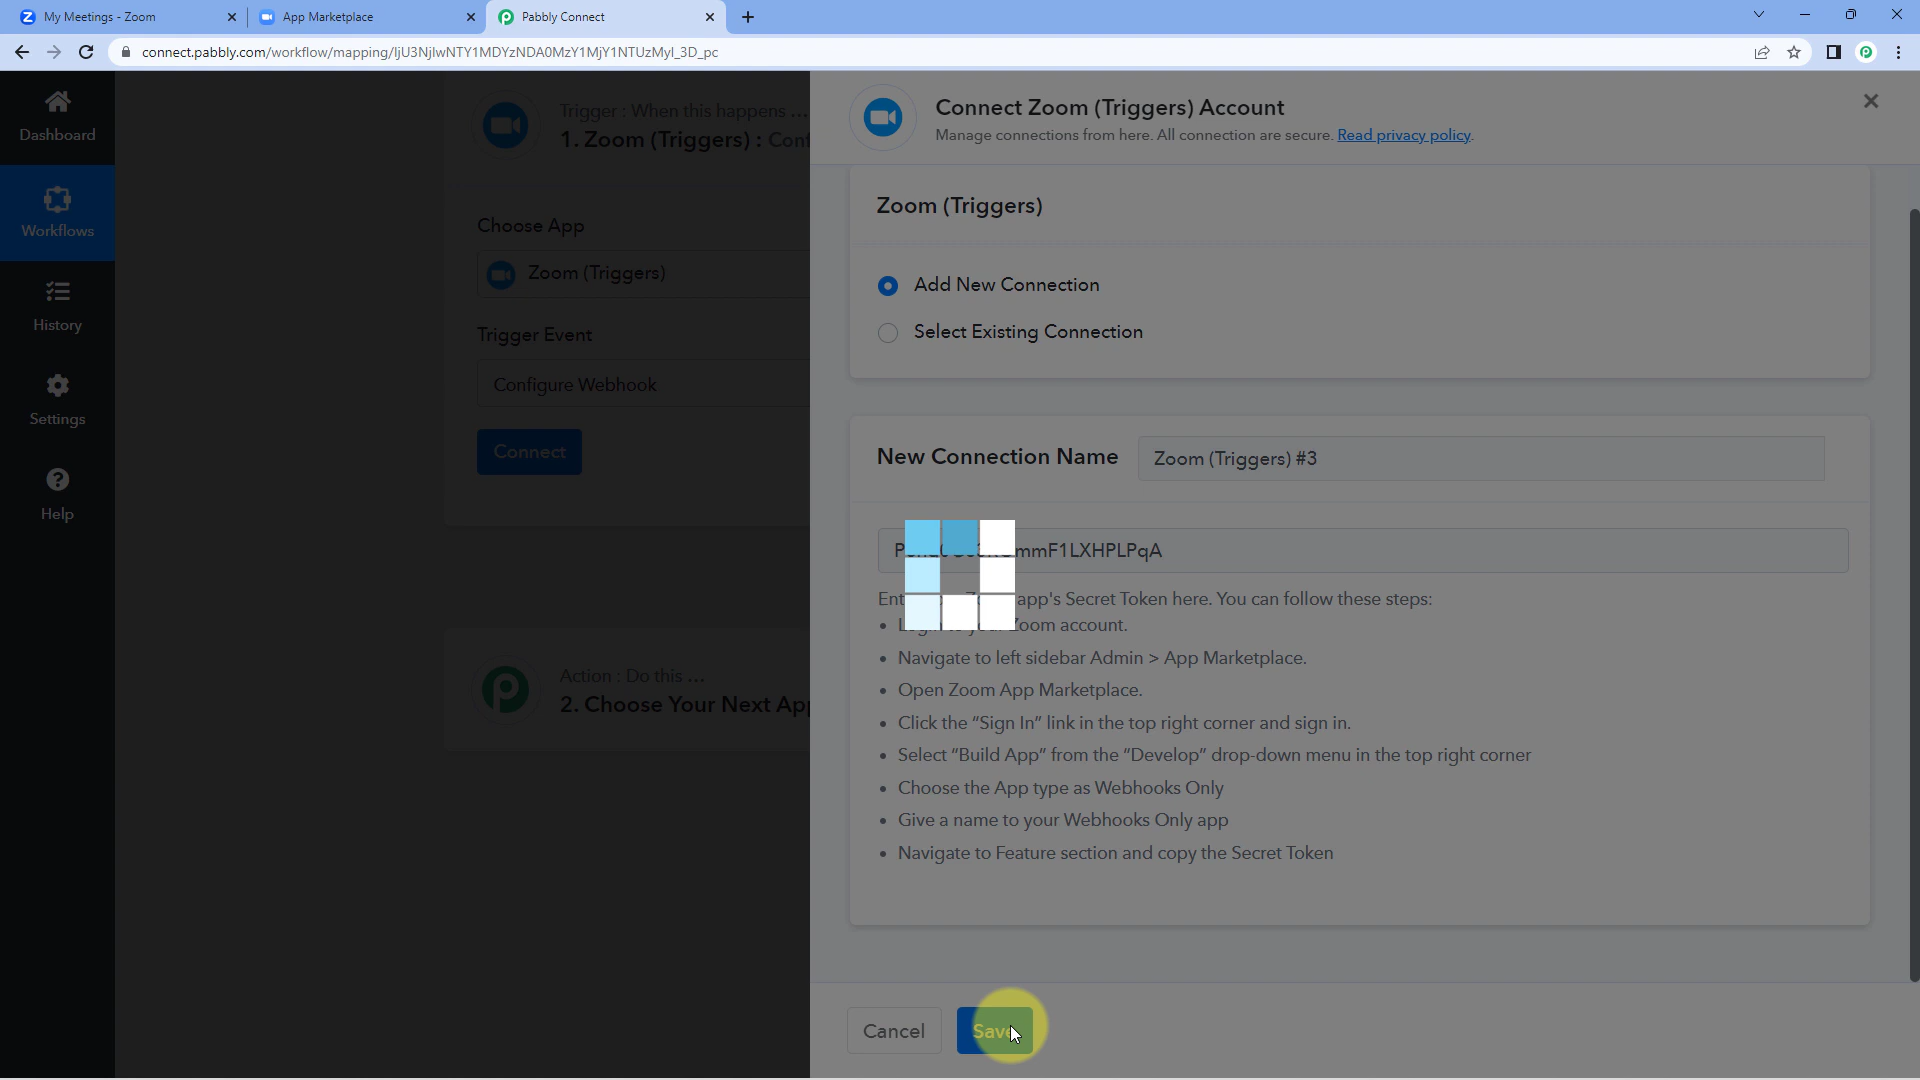 My Meetings - Zoom
App Marketplace
Pabbly Connect
connect.pabbly.com/workflow/mapping/IjU3NjIwNTY1MDYzNDA0MzY1MjY1NTUzMyI_3D_pc
Dashboard
Workflows
History
Settings
Help
Trigger : When this happens ...
1. Zoom (Triggers) :
Choose App
Zoom (Triggers)
Trigger Event
Configure Webhook
Connect
Action : Do this ...
2. Choose Your Next App
Connect Zoom (Triggers) Account
Manage connections from here. All connection are secure. Read privacy policy.
Zoom (Triggers)
Add New Connection
Select Existing Connection
New Connection Name
Zoom (Triggers) #3
mmF1LXHPLPqA
app's Secret Token here. You can follow these steps:
• Login to your Zoom account.
• Navigate to left sidebar Admin > App Marketplace.
• Open Zoom App Marketplace.
• Click the “Sign In” link in the top right corner and sign in.
• Select “Build App” from the “Develop” drop-down menu in the top right corner
• Choose the App type as Webhooks Only
• Give a name to your Webhooks Only app
• Navigate to Feature section and copy the Secret Token
Cancel
Save